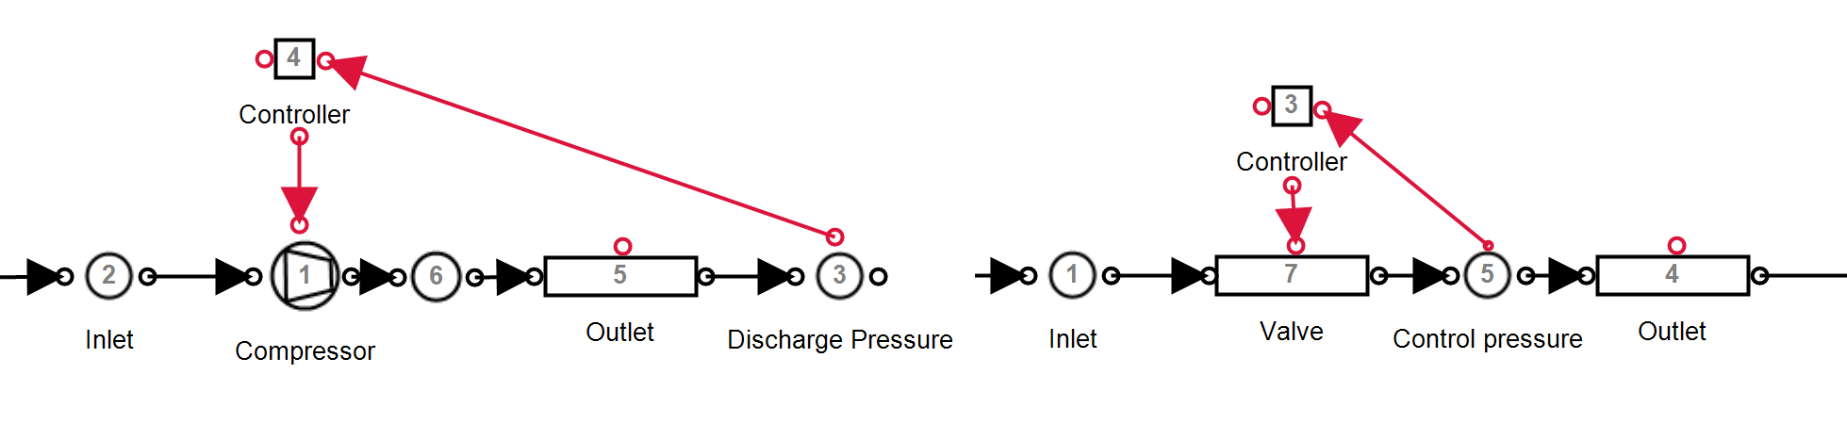 4
Controller
2
1
6
5
3
Inlet
Compressor
Outlet
Discharge Pressure
3
Controller
1
7
5
4
Inlet
Valve
Control pressure
Outlet